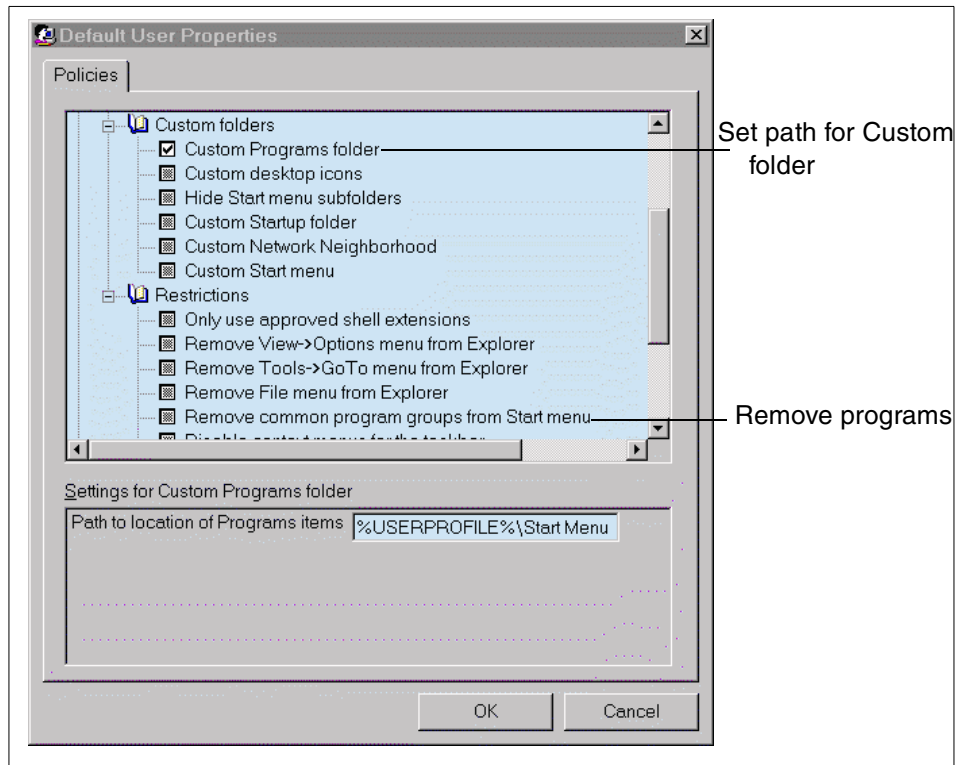 Default User Properties
Policies
Custom folders
Custom Programs folder
Custom desktop icons
Hide Start menu subfolders
Custom Startup folder
Custom Network Neighborhood
Custom Start menu
Restrictions
Only use approved shell extensions
Remove View->Options menu from Explorer
Remove Tools->GoTo menu from Explorer
Remove File menu from Explorer
Remove common program groups from Start menu
Settings for Custom Programs folder
Path to location of Programs items %USERPROFILE%\Start Menu
OK Cancel
Set path for Custom
folder
Remove programs